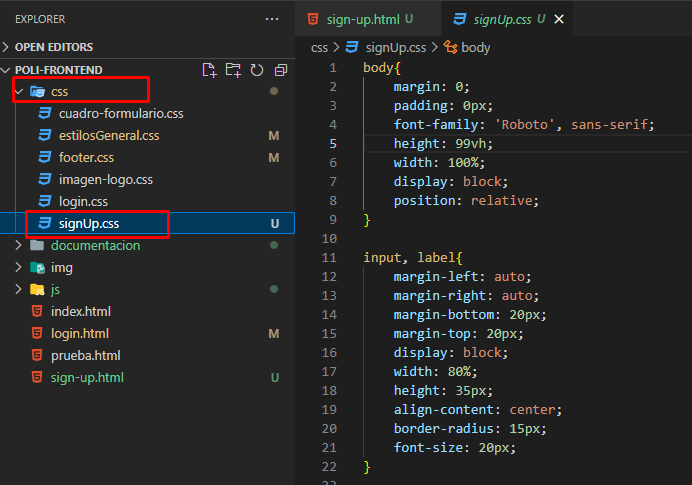 EXPLORER ···
OPEN EDITORS
POLI-FRONTEND
css
cuadro-formulario.css
estilosGeneral.css M
footer.css M
imagen-logo.css
login.css
signUp.css U
documentacion
img
js
index.html
login.html M
prueba.html
sign-up.html U
sign-up.html U
signUp.css U
css > signUp.css > body
1 body{
2 margin: 0;
3 padding: 0px;
4 font-family: 'Roboto', sans-serif;
5 height: 99vh;
6 width: 100%;
7 display: block;
8 position: relative;
9 }
10
11 input, label{
12 margin-left: auto;
13 margin-right: auto;
14 margin-bottom: 20px;
15 margin-top: 20px;
16 display: block;
17 width: 80%;
18 height: 35px;
19 align-content: center;
20 border-radius: 15px;
21 font-size: 20px;
22 }
23